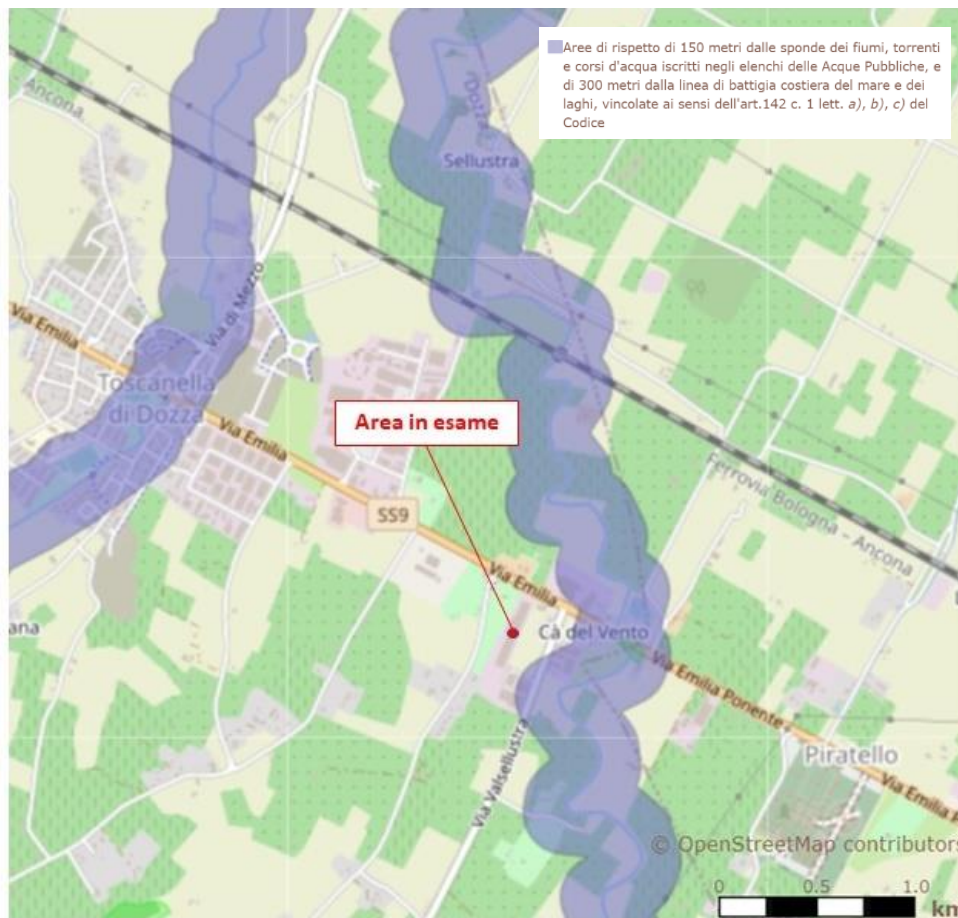 Aree di rispetto di 150 metri dalle sponde dei fiumi, torrenti
e corsi d'acqua iscritti negli elenchi delle Acque Pubbliche, e
di 300 metri dalla linea di battigia costiera del mare e dei
laghi, vincolate ai sensi dell'art.142 c. 1 lett. a), b), c) del
Codice
Ancona
Dozza
Sellustra
Via di Mezzo
Via Emilia
Toscanella
di Dozza
Via Emilia
Area in esame
Ferrovia Bologna - Ancona
SS9
Via Emilia
ana
Cà del Vento
Via Emilia Ponente
Via Valsellustra
Piratello
Via Emilia P
© OpenStreetMap contributors
0 0.5 1.0
km